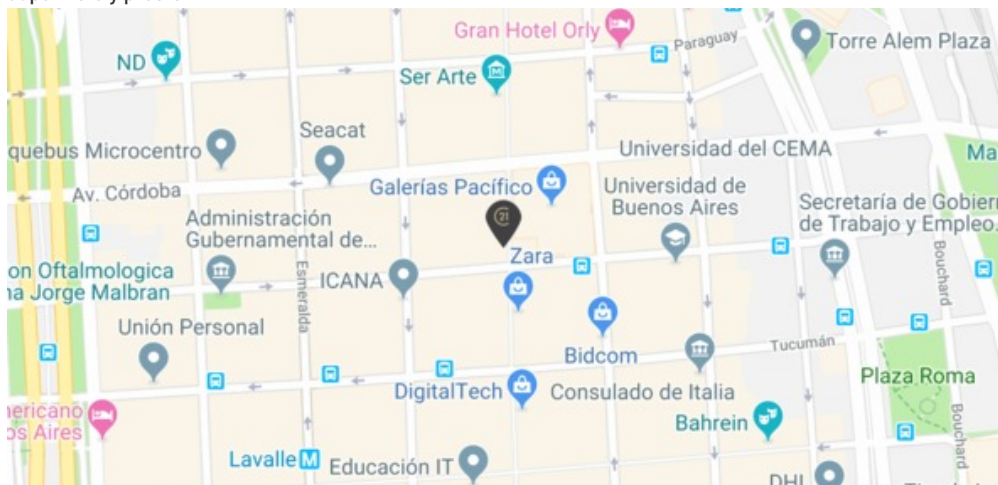 Gran Hotel Orly
Paraguay
Torre Alem Plaza
ND
Ser Arte
Seacat
quebus Microcentro
Universidad del CEMA
Ma
Av. Córdoba
Galerías Pacífico
Universidad de
Buenos Aires
Secretaría de Gobiern
de Trabajo y Empleo.
Administración
Gubernamental de...
21
Zara
on Oftalmologica
na Jorge Malbran
ICANA
Esmeralda
Bouchard
Unión Personal
Bidcom
Tucumán
DigitalTech
Consulado de Italia
Plaza Roma
mericano
os Aires
Bahrein
Bouchard
Lavalle M
Educación IT
DHL